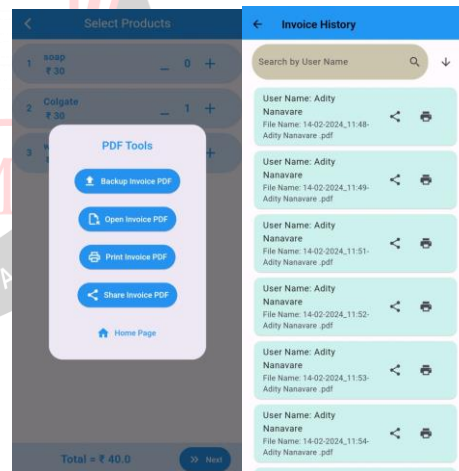 Select Products
1 soap
₹ 30
0
2 Colgate
₹ 30
1
3
PDF Tools
Backup Invoice PDF
Open Invoice PDF
Print Invoice PDF
Share Invoice PDF
Home Page
Total = ₹ 40.0
Next
Invoice History
Search by User Name
User Name: Adity
Nanavare
File Name: 14-02-2024_11:48-
Adity Nanavare .pdf
User Name: Adity
Nanavare
File Name: 14-02-2024_11:49-
Adity Nanavare .pdf
User Name: Adity
Nanavare
File Name: 14-02-2024_11:51-
Adity Nanavare .pdf
User Name: Adity
Nanavare
File Name: 14-02-2024_11:52-
Adity Nanavare .pdf
User Name: Adity
Nanavare
File Name: 14-02-2024_11:53-
Adity Nanavare .pdf
User Name: Adity
Nanavare
File Name: 14-02-2024_11:54-
Adity Nanavare .pdf